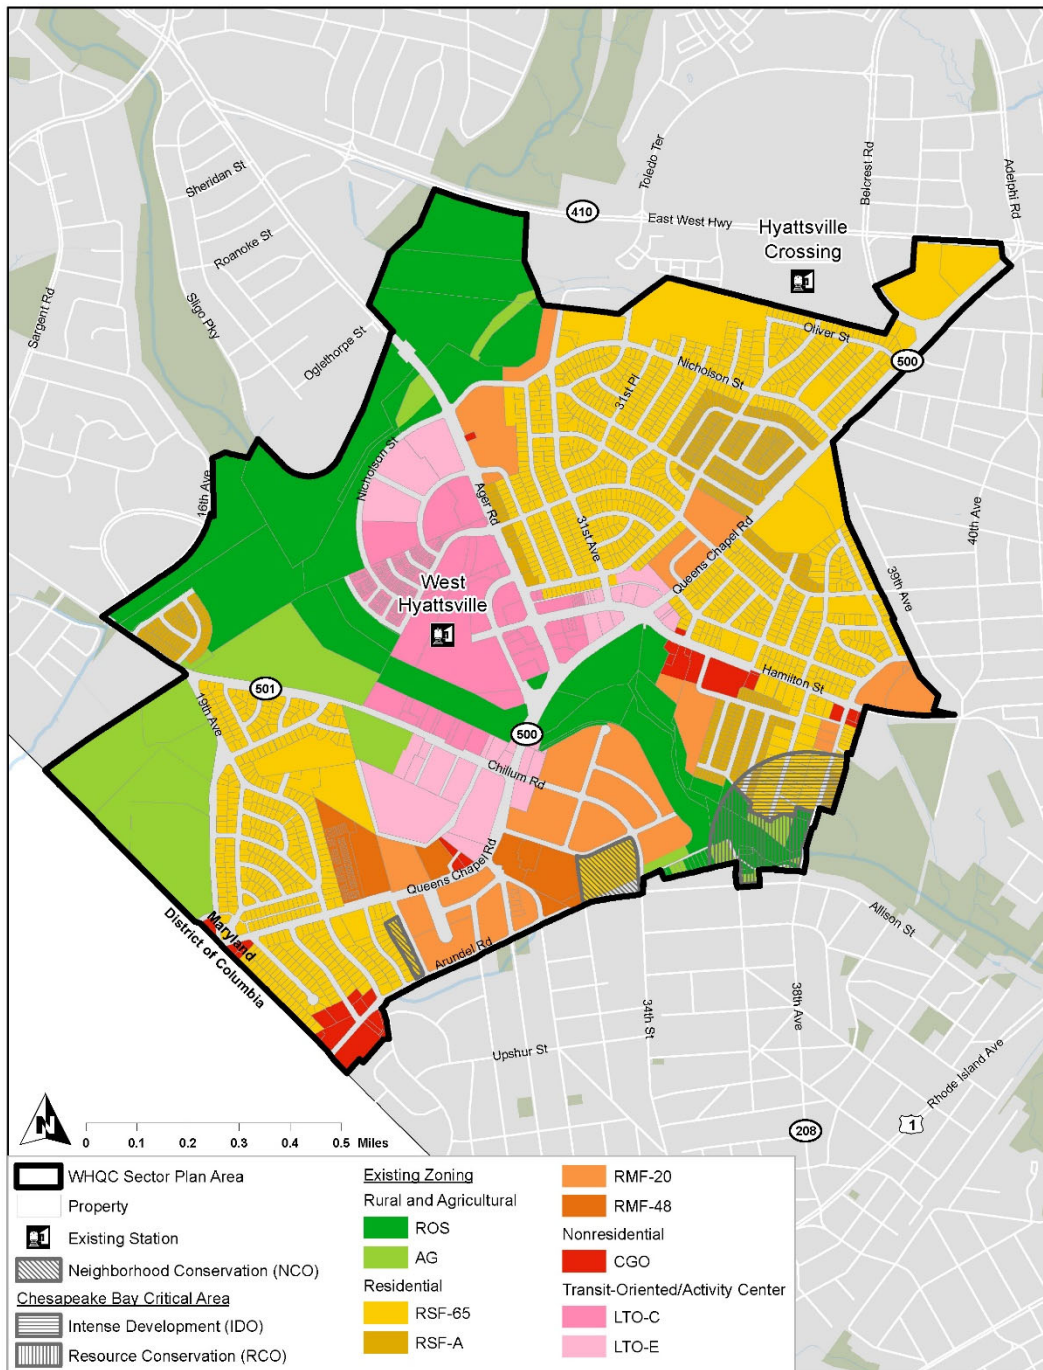 410
East West Hwy
Toledo Ter
Belcrest Rd
Adelphi Rd
Hyattsville
Crossing
Sheridan St
Roanoke St
Sligo Pky
Sargent Rd
Oglethorpe St
Oliver St
500
Nicholson St
31st Pl
Nicholson St
16th Ave
Ager Rd
31st Ave
Queens Chapel Rd
40th Ave
39th Ave
West
Hyattsville
Hamilton St
501
19th Ave
500
Chillum Rd
Queens Chapel Rd
Maryland
District of Columbia
Arundel Rd
Allison St
34th St
38th Ave
Upshur St
Rhode Island Ave
208
1
N
0 0.1 0.2 0.3 0.4 0.5 Miles
WHQC Sector Plan Area
Property
Existing Station
Neighborhood Conservation (NCO)
Chesapeake Bay Critical Area
Intense Development (IDO)
Resource Conservation (RCO)
Existing Zoning
Rural and Agricultural
ROS
AG
Residential
RSF-65
RSF-A
RMF-20
RMF-48
Nonresidential
CGO
Transit-Oriented/Activity Center
LTO-C
LTO-E